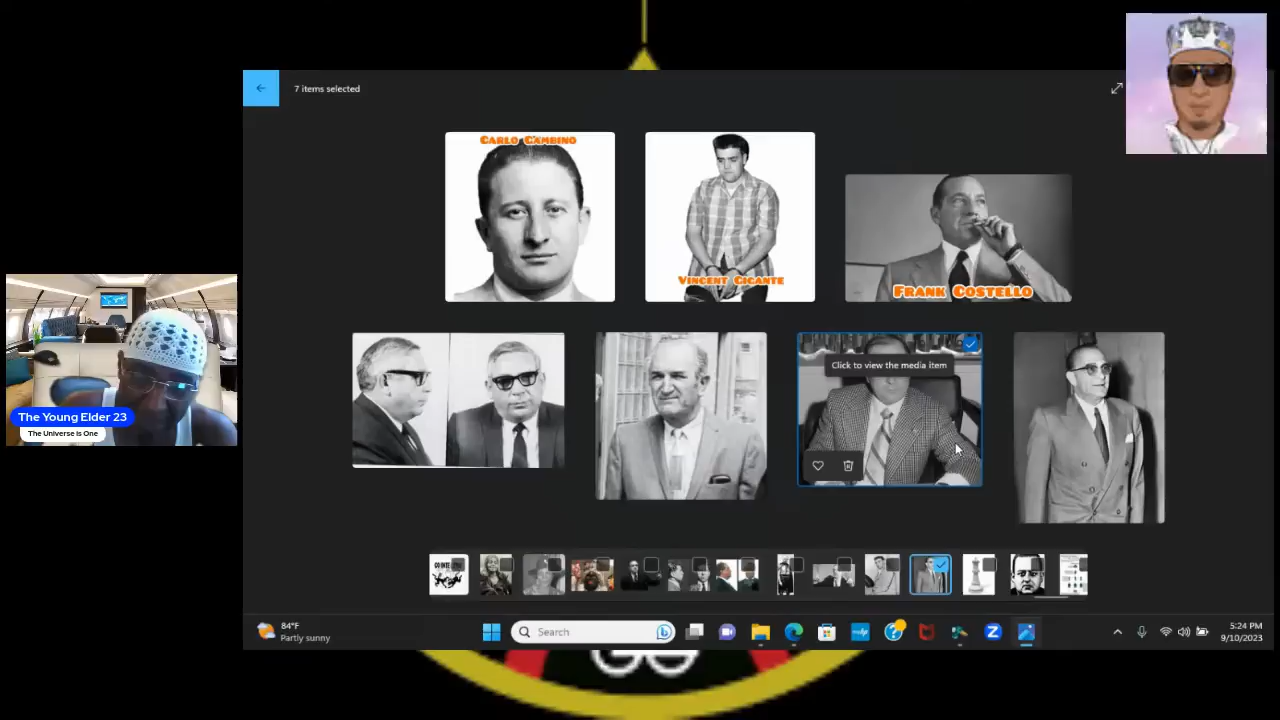 7 items selected
CARLO GAMBINO
VINCENT GIGANTE
FRANK COSTELLO
Click to view the media item
The Young Elder 23
The Universe is One
84°F
Partly sunny
Search
5:24 PM
9/10/2023